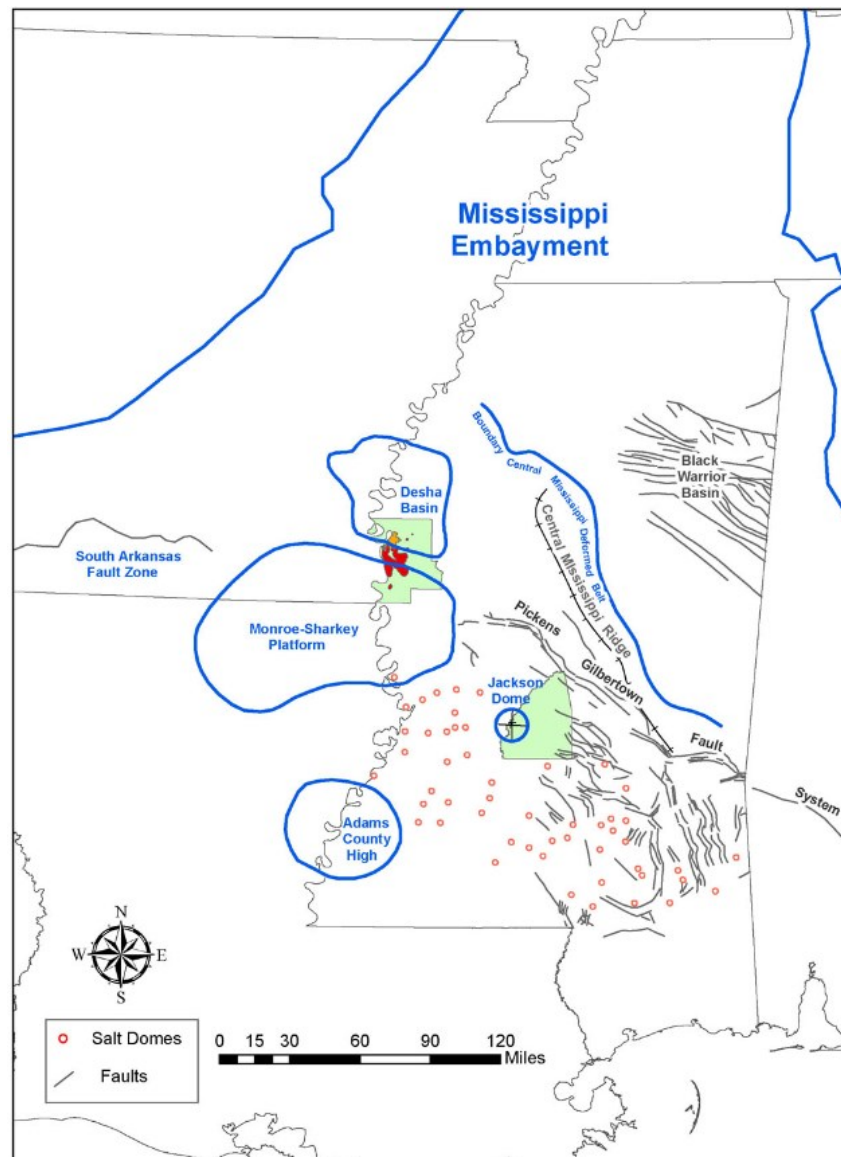 Mississippi
Embayment
Boundary Central Mississippi Deformed Belt
Black
Warrior
Basin
Desha
Basin
Central Mississippi Ridge
South Arkansas
Fault Zone
Monroe-Sharkey
Platform
Pickens
Gilbertown
Fault
System
Jackson
Dome
Adams
County
High
N
W E
S
Salt Domes
Faults
0 15 30 60 90 120
Miles